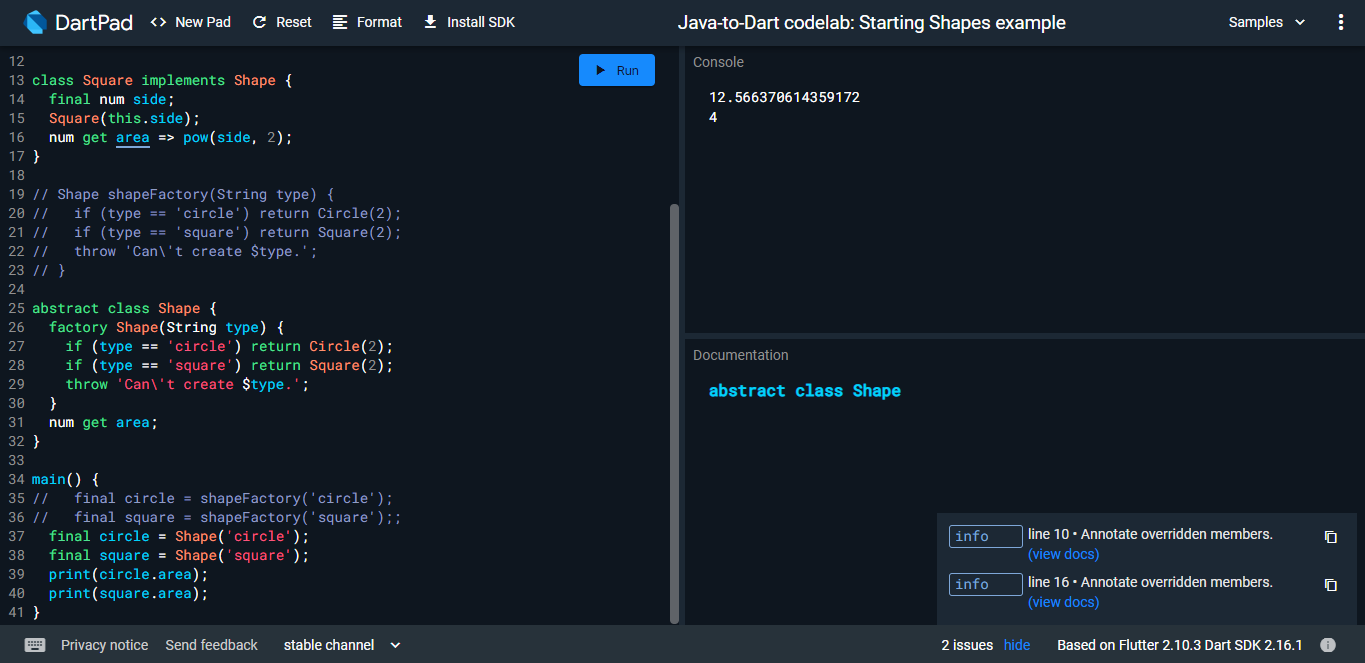 DartPad <> New Pad Reset Format Install SDK Java-to-Dart codelab: Starting Shapes example Samples
12
13 class Square implements Shape {
14   final num side;
15   Square(this.side);
16   num get area => pow(side, 2);
17 }
18
19 // Shape shapeFactory(String type) {
20 //   if (type == 'circle') return Circle(2);
21 //   if (type == 'square') return Square(2);
22 //   throw 'Can\'t create $type.';
23 // }
24
25 abstract class Shape {
26   factory Shape(String type) {
27     if (type == 'circle') return Circle(2);
28     if (type == 'square') return Square(2);
29     throw 'Can\'t create $type.';
30   }
31   num get area;
32 }
33
34 main() {
35 //   final circle = shapeFactory('circle');
36 //   final square = shapeFactory('square');;
37   final circle = Shape('circle');
38   final square = Shape('square');
39   print(circle.area);
40   print(square.area);
41 }
Run
Console
12.566370614359172
4
Documentation
abstract class Shape
info line 10 • Annotate overridden members.
(view docs)
info line 16 • Annotate overridden members.
(view docs)
Privacy notice Send feedback stable channel 2 issues hide Based on Flutter 2.10.3 Dart SDK 2.16.1